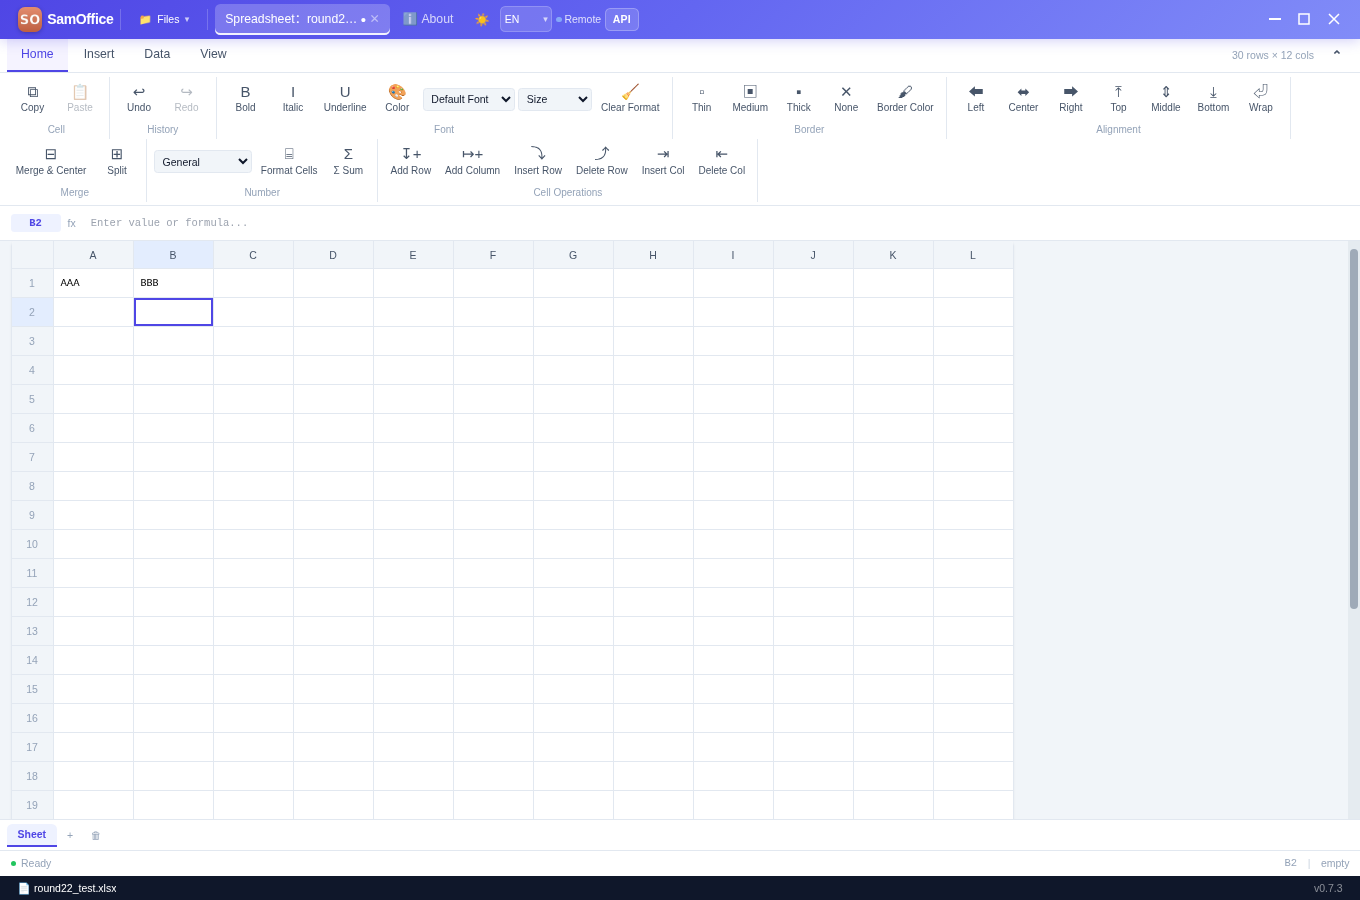 SO SamOffice Files Spreadsheet: round2... About EN Remote API
Home Insert Data View 30 rows × 12 cols
Copy Paste Undo Redo Bold Italic Underline Color Default Font Size Clear Format Thin Medium Thick None Border Color Left Center Right Top Middle Bottom Wrap
Cell History Font Border Alignment
Merge & Center Split General Format Cells Σ Sum Add Row Add Column Insert Row Delete Row Insert Col Delete Col
Merge Number Cell Operations
B2 fx Enter value or formula...
A B C D E F G H I J K L
1 AAA BBB
2
3
4
5
6
7
8
9
10
11
12
13
14
15
16
17
18
19
Sheet +
Ready B2 | empty
round22_test.xlsx v0.7.3